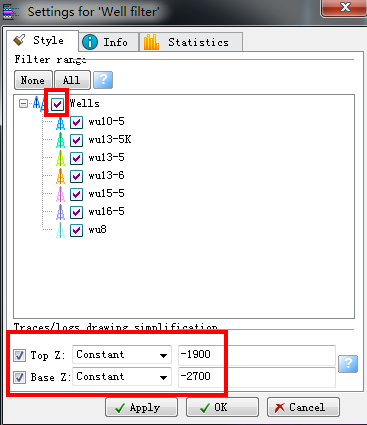 Settings for 'Well filter'
Style Info Statistics
Filter range
None All ?
Wells
wu10-5
wu13-5K
wu13-5
wu13-6
wu15-5
wu16-5
wu8
Traces/logs drawing simplification
Top Z: Constant -1900
Base Z: Constant -2700
?
Apply OK Cancel